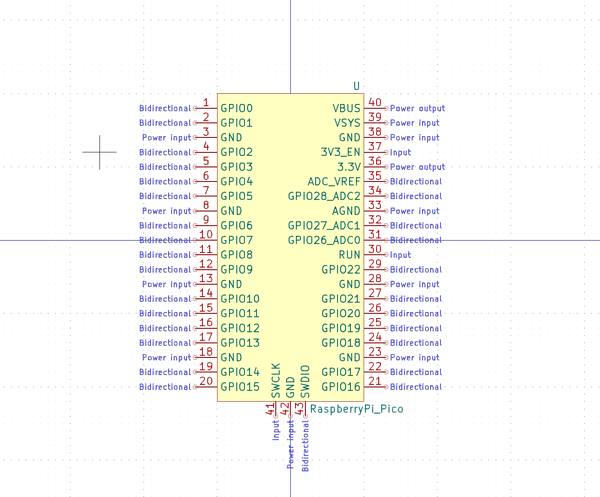 U
Bidirectional 1 GPIO0 VBUS 40 Power output
Bidirectional 2 GPIO1 VSYS 39 Power input
Power input 3 GND GND 38 Power input
Bidirectional 4 GPIO2 3V3_EN 37 Input
Bidirectional 5 GPIO3 3.3V 36 Power output
Bidirectional 6 GPIO4 ADC_VREF 35 Bidirectional
Bidirectional 7 GPIO5 GPIO28_ADC2 34 Bidirectional
Power input 8 GND AGND 33 Power input
Bidirectional 9 GPIO6 GPIO27_ADC1 32 Bidirectional
Bidirectional 10 GPIO7 GPIO26_ADC0 31 Bidirectional
Bidirectional 11 GPIO8 RUN 30 Input
Bidirectional 12 GPIO9 GPIO22 29 Bidirectional
Power input 13 GND GND 28 Power input
Bidirectional 14 GPIO10 GPIO21 27 Bidirectional
Bidirectional 15 GPIO11 GPIO20 26 Bidirectional
Bidirectional 16 GPIO12 GPIO19 25 Bidirectional
Bidirectional 17 GPIO13 GPIO18 24 Bidirectional
Power input 18 GND GND 23 Power input
Bidirectional 19 GPIO14 GPIO17 22 Bidirectional
Bidirectional 20 GPIO15 GPIO16 21 Bidirectional
Input 41 SWCLK
Power input 42 GND
Bidirectional 43 SWDIO
RaspberryPi_Pico